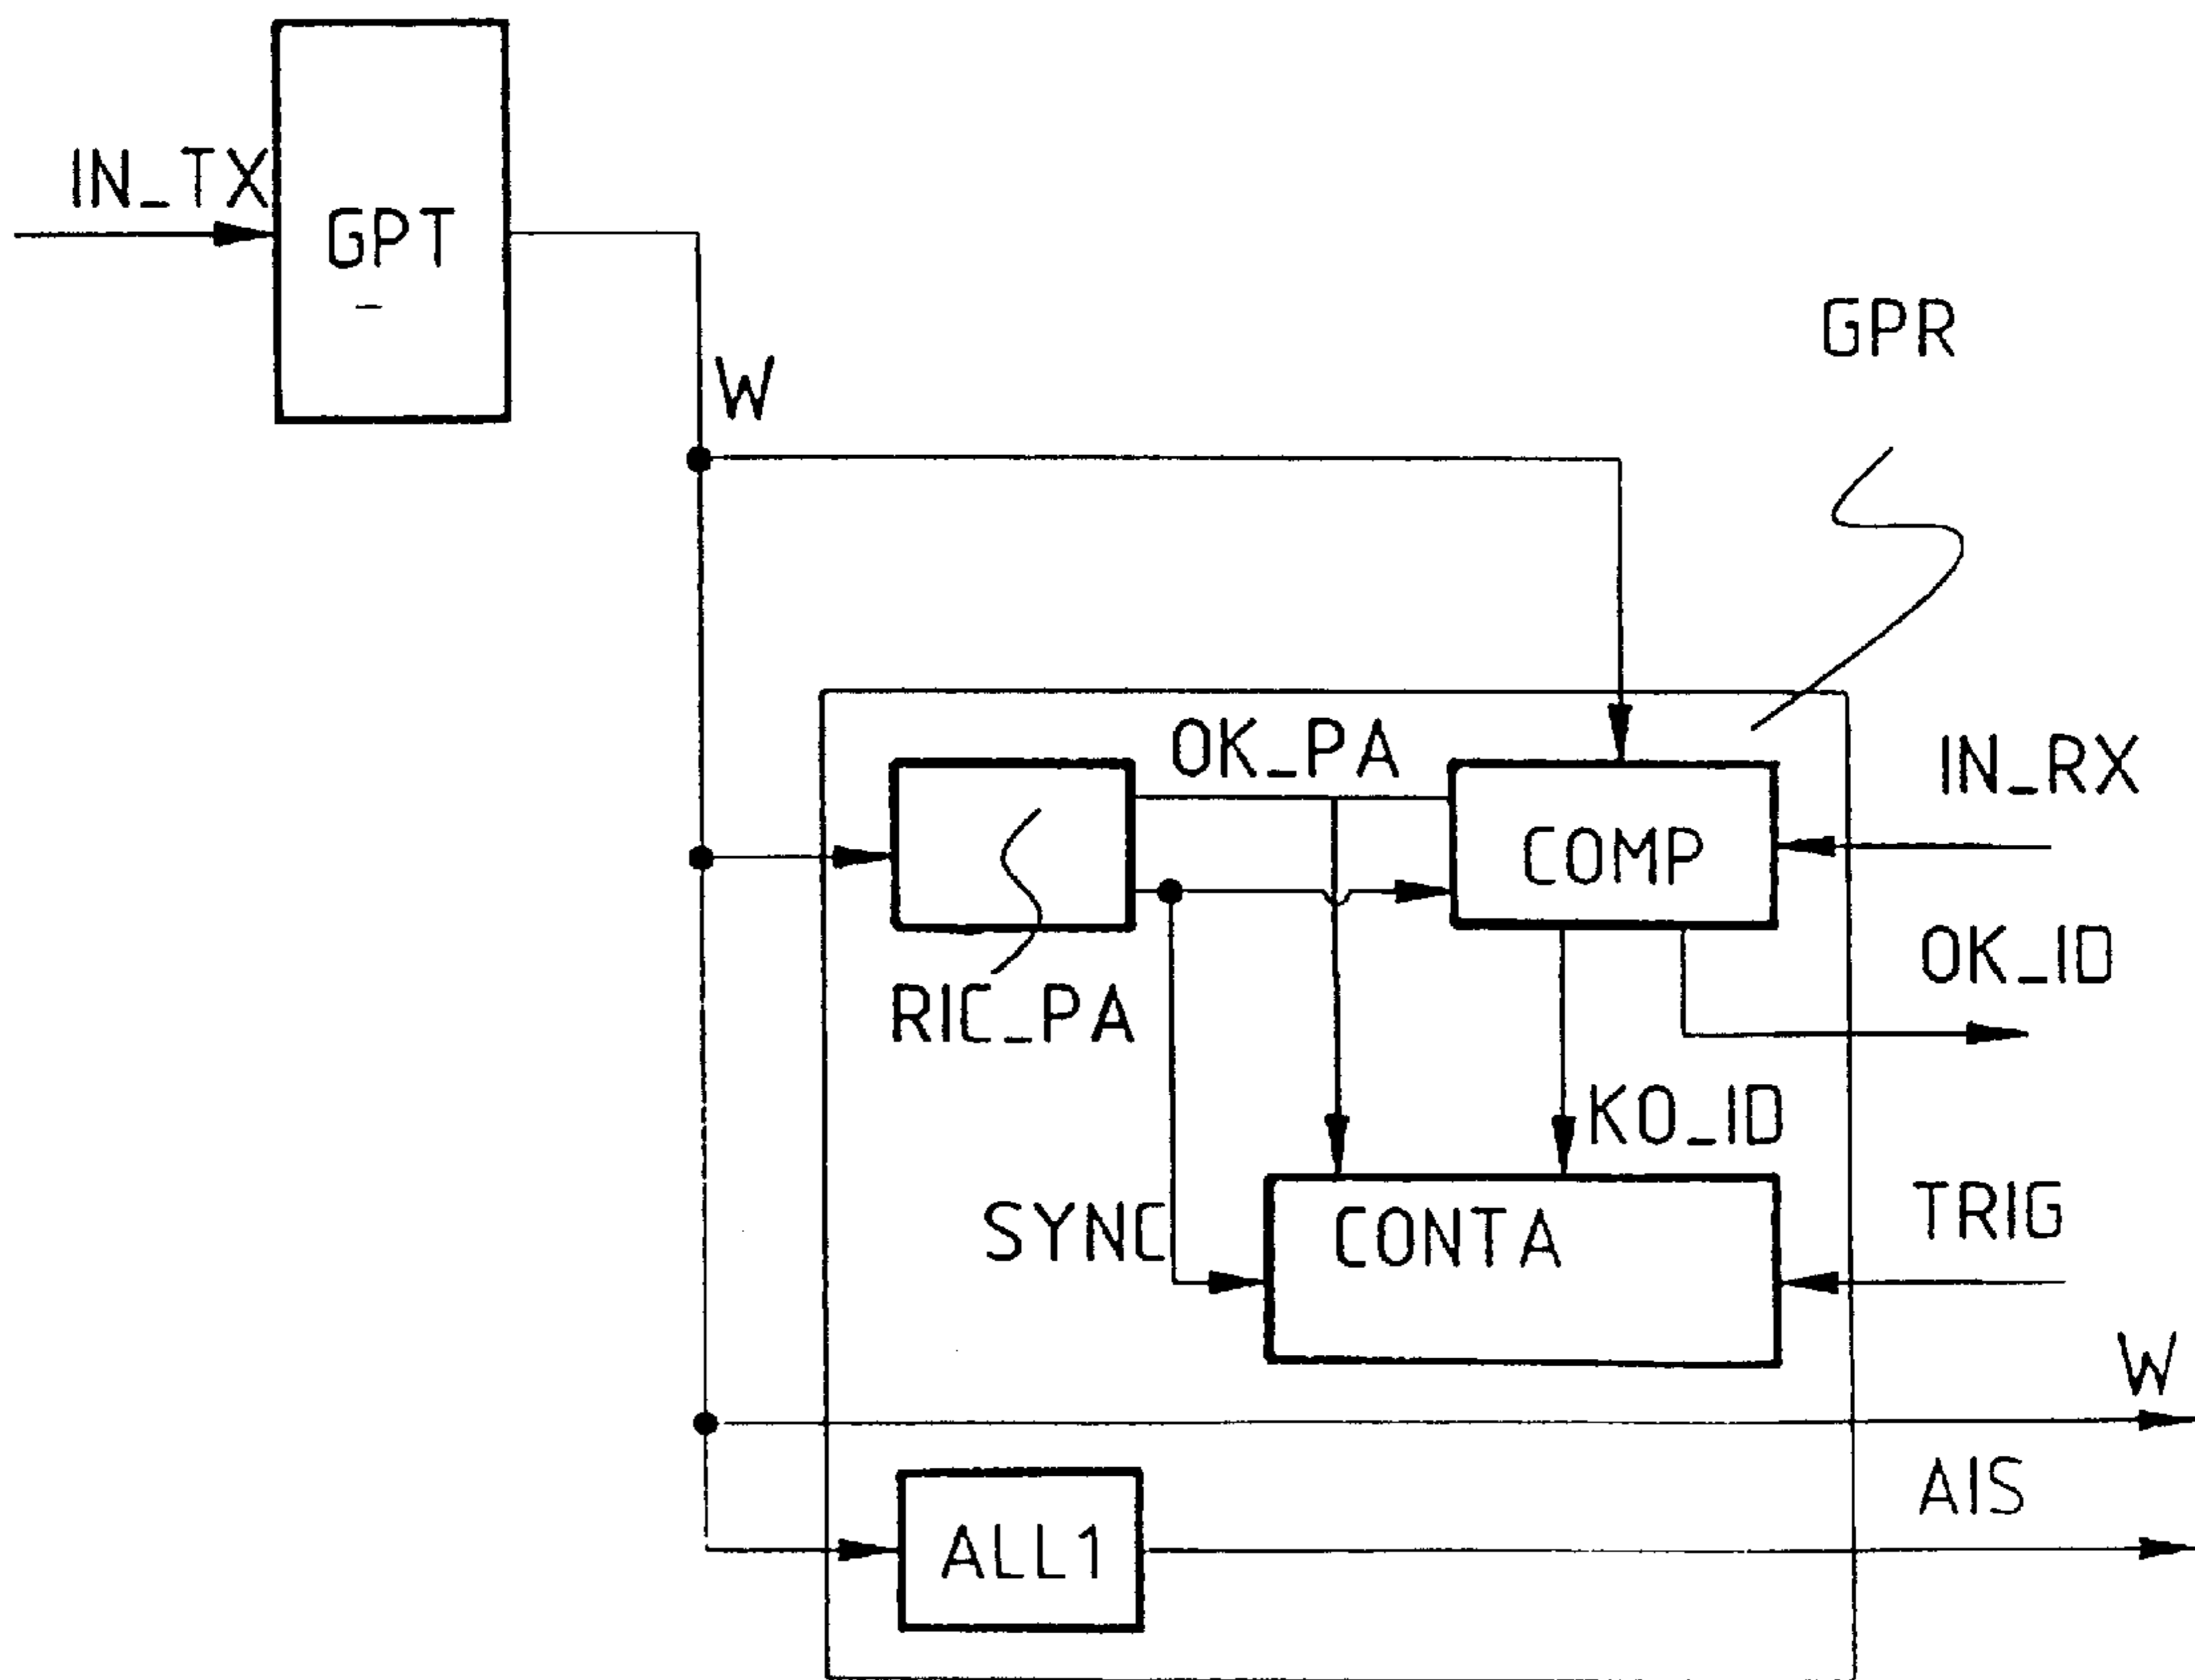 IN_TX
GPT
GPR
W
OK_PA
IN_RX
COMP
OK_ID
RIC_PA
KO_ID
SYNC
CONTA
TRIG
W
AIS
ALL1